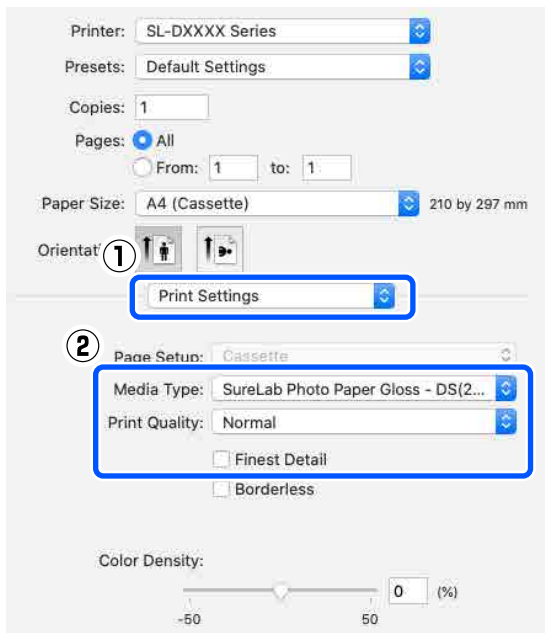 Printer: SL-DXXXX Series
Presets: Default Settings
Copies: 1
Pages: All
From: 1 to: 1
Paper Size: A4 (Cassette) 210 by 297 mm
Orientati
1
Print Settings
2
Page Setup: Cassette
Media Type: SureLab Photo Paper Gloss - DS(2...
Print Quality: Normal
Finest Detail
Borderless
Color Density:
0 (%)
-50 50